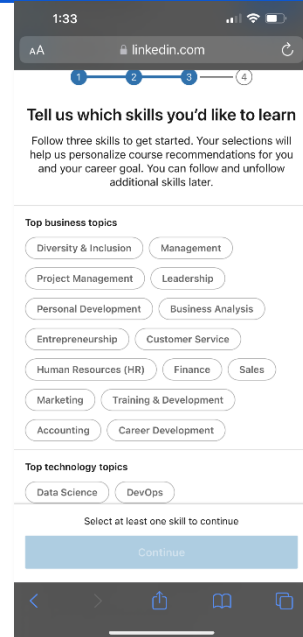 1:33
AA linkedin.com
1 2 3 4
Tell us which skills you'd like to learn
Follow three skills to get started. Your selections will
help us personalize course recommendations for you
and your career goal. You can follow and unfollow
additional skills later.
Top business topics
Diversity & Inclusion Management
Project Management Leadership
Personal Development Business Analysis
Entrepreneurship Customer Service
Human Resources (HR) Finance Sales
Marketing Training & Development
Accounting Career Development
Top technology topics
Data Science DevOps
Select at least one skill to continue
Continue